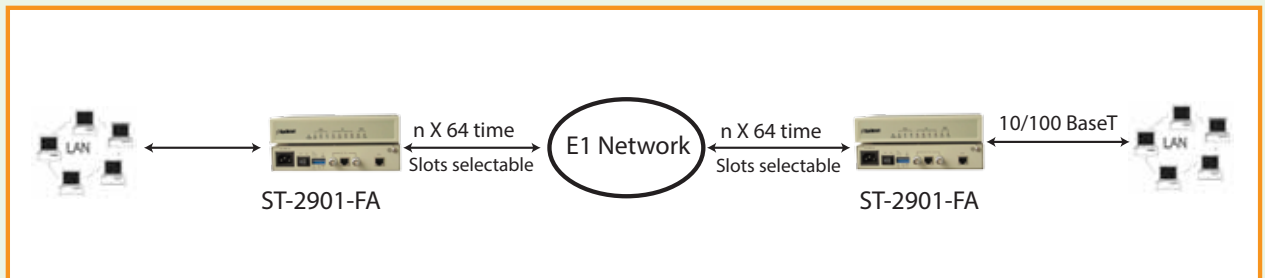 LAN
ST-2901-FA
n X 64 time
Slots selectable
E1 Network
n X 64 time
Slots selectable
ST-2901-FA
10/100 BaseT
LAN